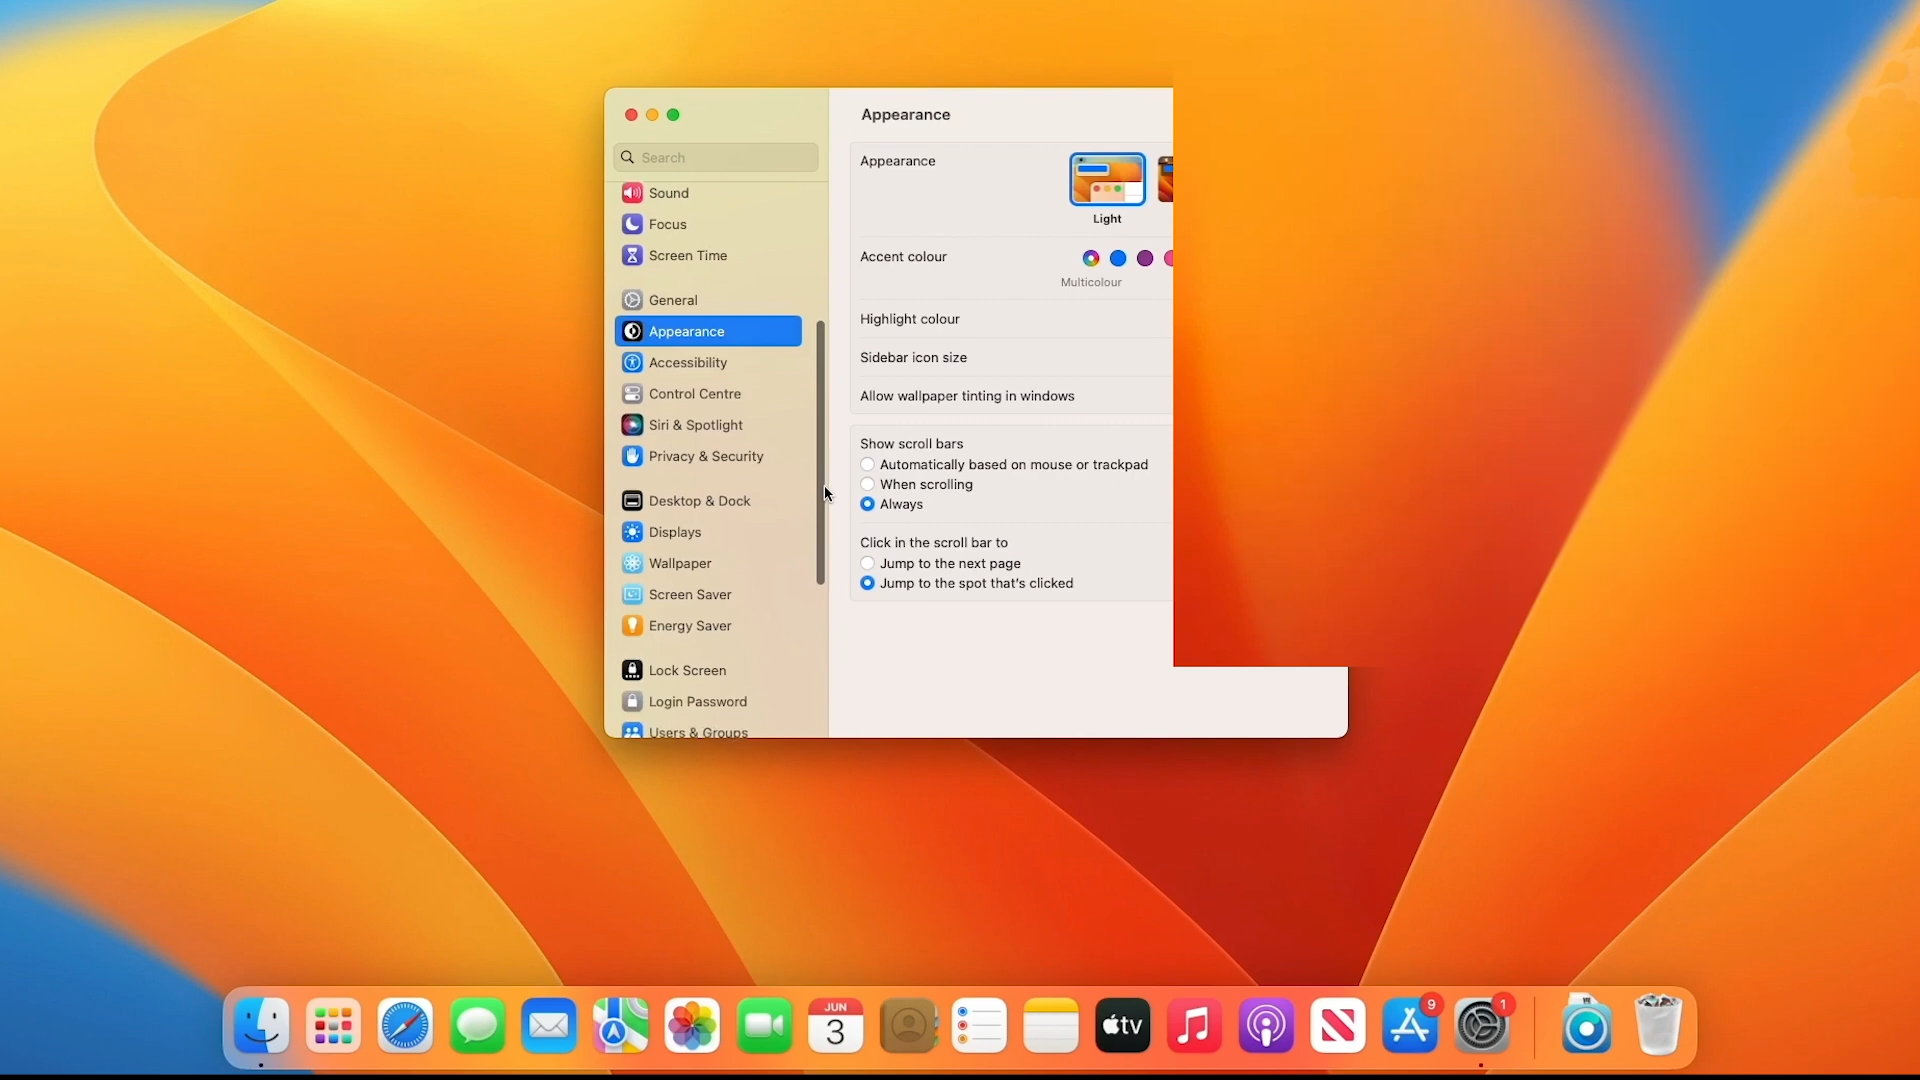 Search
Sound
Focus
Screen Time
General
Appearance
Accessibility
Control Centre
Siri & Spotlight
Privacy & Security
Desktop & Dock
Displays
Wallpaper
Screen Saver
Energy Saver
Lock Screen
Login Password
Users & Groups
Appearance
Appearance
Light
Accent colour
Multicolour
Highlight colour
Sidebar icon size
Allow wallpaper tinting in windows
Show scroll bars
Automatically based on mouse or trackpad
When scrolling
Always
Click in the scroll bar to
Jump to the next page
Jump to the spot that's clicked
JUN
3
tv
9
1